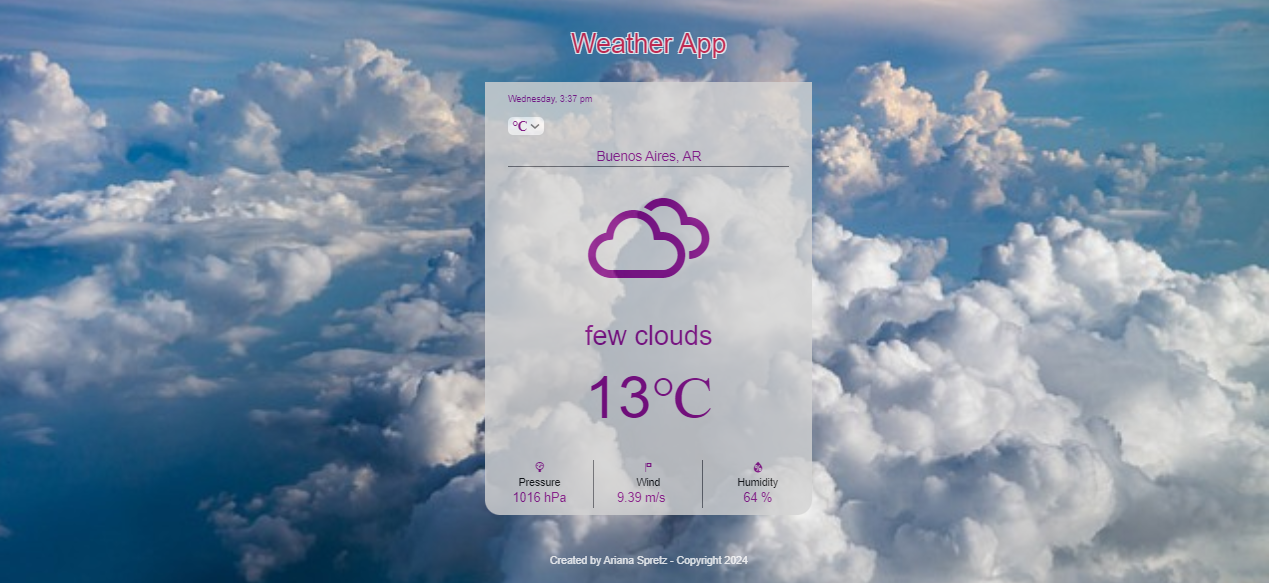 Weather App
Wednesday, 3:37 pm
℃
Buenos Aires, AR
few clouds
13℃
Pressure Wind Humidity
1016 hPa 9.39 m/s 64 %
Created by Ariana Spretz - Copyright 2024